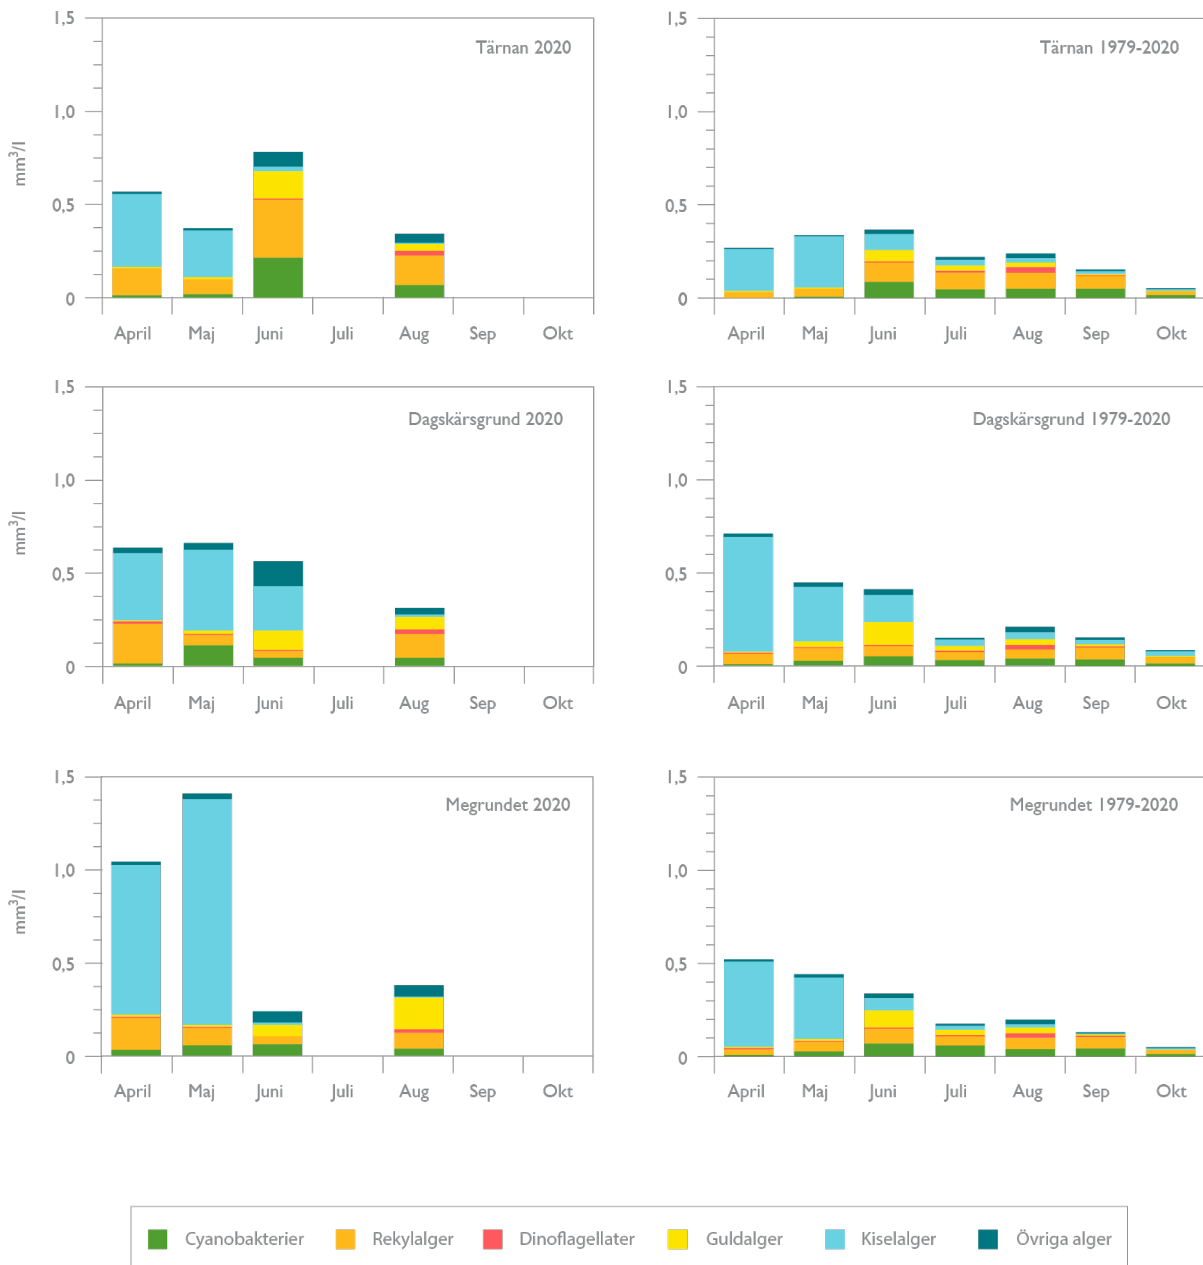 1,5
Tärnan 2020
1,0
mm³/l
0,5
0
April Maj Juni Juli Aug Sep Okt
1,5
Tärnan 1979-2020
1,0
0,5
0
April Maj Juni Juli Aug Sep Okt
1,5
Dagskärsgrund 2020
1,0
mm³/l
0,5
0
April Maj Juni Juli Aug Sep Okt
1,5
Dagskärsgrund 1979-2020
1,0
0,5
0
April Maj Juni Juli Aug Sep Okt
1,5
Megrundet 2020
1,0
mm³/l
0,5
0
April Maj Juni Juli Aug Sep Okt
1,5
Megrundet 1979-2020
1,0
0,5
0
April Maj Juni Juli Aug Sep Okt
Cyanobakterier Rekylalger Dinoflagellater Guldalger Kiselalger Övriga alger